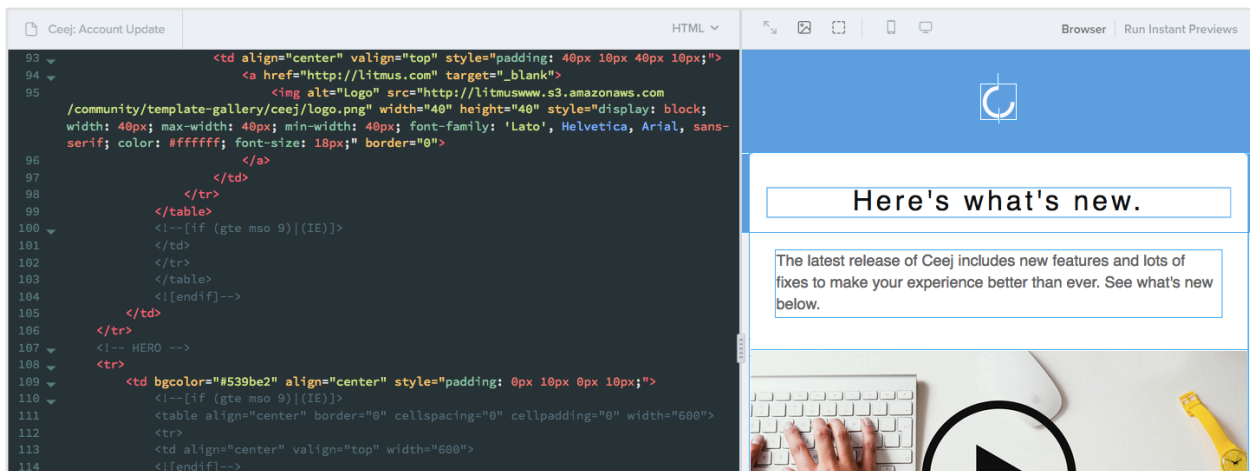 Ceej: Account Update
HTML
Browser
Run Instant Previews
93 <td align="center" valign="top" style="padding: 40px 10px 40px 10px;">
94 <a href="http://litmus.com" target="_blank">
95 <img alt="Logo" src="http://litmuswww.s3.amazonaws.com
/community/template-gallery/ceej/logo.png" width="40" height="40" style="display: block;
width: 40px; max-width: 40px; min-width: 40px; font-family: 'Lato', Helvetica, Arial, sans-
serif; color: #ffffff; font-size: 18px;" border="0">
96 </a>
97 </td>
98 </tr>
99 </table>
100 <!--[if (gte mso 9)|(IE)]>
101 </td>
102 </tr>
103 </table>
104 <![endif]-->
105 </td>
106 </tr>
107 <!-- HERO -->
108 <tr>
109 <td bgcolor="#539be2" align="center" style="padding: 0px 10px 0px 10px;">
110 <!--[if (gte mso 9)|(IE)]>
111 <table align="center" border="0" cellspacing="0" cellpadding="0" width="600">
112 <tr>
113 <td align="center" valign="top" width="600">
114 <![endif]-->
Here's what's new.
The latest release of Ceej includes new features and lots of
fixes to make your experience better than ever. See what's new
below.